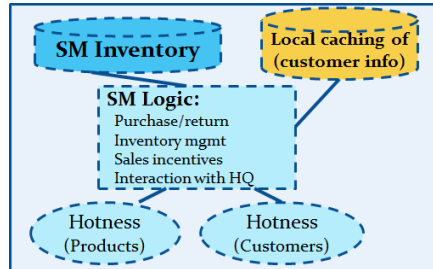 SM Inventory
Local caching of
(customer info)
SM Logic:
Purchase/return
Inventory mgmt
Sales incentives
Interaction with HQ
Hotness
(Products)
Hotness
(Customers)